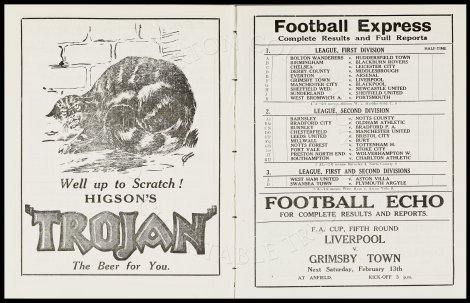 Well up to Scratch!
HIGSON'S
TROJAN
The Beer for You.
Football Express
Complete Results and Full Reports
1. LEAGUE, FIRST DIVISION HALF-TIME
A BOLTON WANDERERS v. HUDDERSFIELD TOWN
B BIRMINGHAM v. BLACKBURN ROVERS
C CHELSEA v. LEICESTER CITY
D DERBY COUNTY v. MIDDLESBROUGH
E EVERTON v. ARSENAL
F GRIMSBY TOWN v. LIVERPOOL
G MANCHESTER CITY v. BLACKPOOL
H SHEFFIELD WED. v. NEWCASTLE UNITED
J SUNDERLAND v. SHEFFIELD UNITED
K WEST BROMWICH A. v. PORTSMOUTH
2. LEAGUE, SECOND DIVISION
BARNSLEY v. NOTTS COUNTY
BRADFORD CITY v. OLDHAM ATHLETIC
BURNLEY v. BRADFORD
CHESTERFIELD v. MANCHESTER UNITED
LEEDS UNITED v. BRISTOL CITY
MILLWALL v. BURY
NOTTS FOREST v. TOTTENHAM H.
PORT VALE v. STOKE CITY
PRESTON NORTH END v. WOLVERHAMPTON W.
SOUTHAMPTON v. CHARLTON ATHLETIC
3. LEAGUE, FIRST AND SECOND DIVISIONS
WEST HAM UNITED v. ASTON VILLA
SWANSEA TOWN v. PLYMOUTH ARGYLE
FOOTBALL ECHO
FOR COMPLETE RESULTS AND REPORTS.
F.A. CUP, FIFTH ROUND
LIVERPOOL
v.
GRIMSBY TOWN
Next Saturday, February 13th
AT ANFIELD. KICK-OFF 3 p.m.